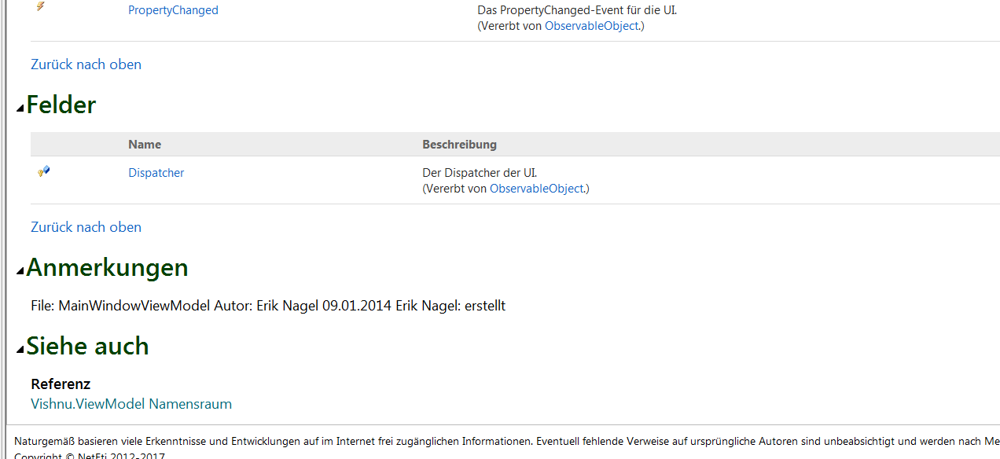 PropertyChanged Das PropertyChanged-Event für die UI.
(Vererbt von ObservableObject.)
Zurück nach oben
Felder
Name Beschreibung
Dispatcher Der Dispatcher der UI.
(Vererbt von ObservableObject.)
Zurück nach oben
Anmerkungen
File: MainWindowViewModel Autor: Erik Nagel 09.01.2014 Erik Nagel: erstellt
Siehe auch
Referenz
Vishnu.ViewModel Namensraum
Naturgemäß basieren viele Erkenntnisse und Entwicklungen auf im Internet frei zugänglichen Informationen. Eventuell fehlende Verweise auf ursprüngliche Autoren sind unbeabsichtigt und werden nach Me
Copyright © NetEti 2012-2017